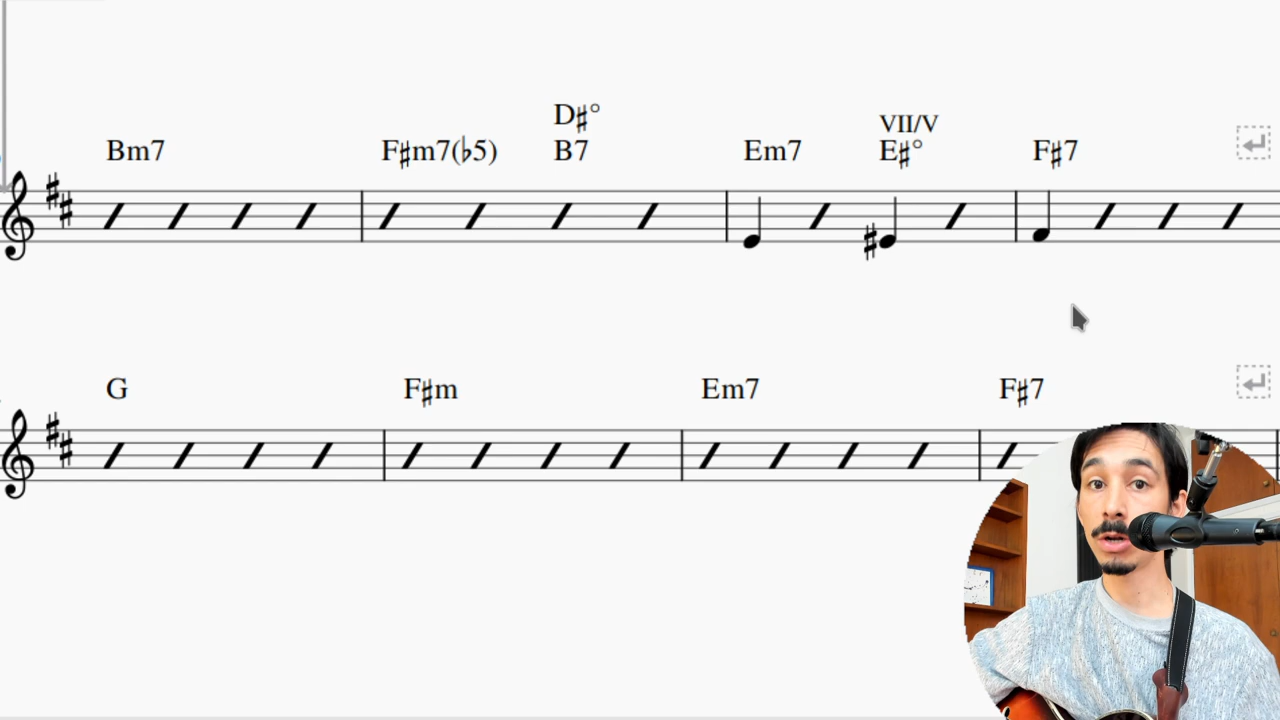 D♯° VII/V
Bm7 F♯m7(♭5) B7 Em7 E♯° F♯7
G F♯m Em7 F♯7